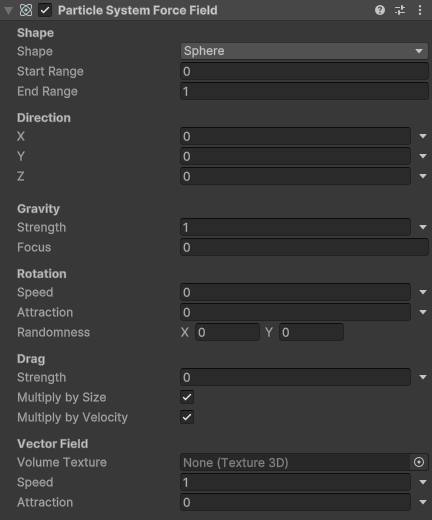 Particle System Force Field
Shape
Shape Sphere
Start Range 0
End Range 1
Direction
X 0
Y 0
Z 0
Gravity
Strength 1
Focus 0
Rotation
Speed 0
Attraction 0
Randomness X 0 Y 0
Drag
Strength 0
Multiply by Size
Multiply by Velocity
Vector Field
Volume Texture None (Texture 3D)
Speed 1
Attraction 0